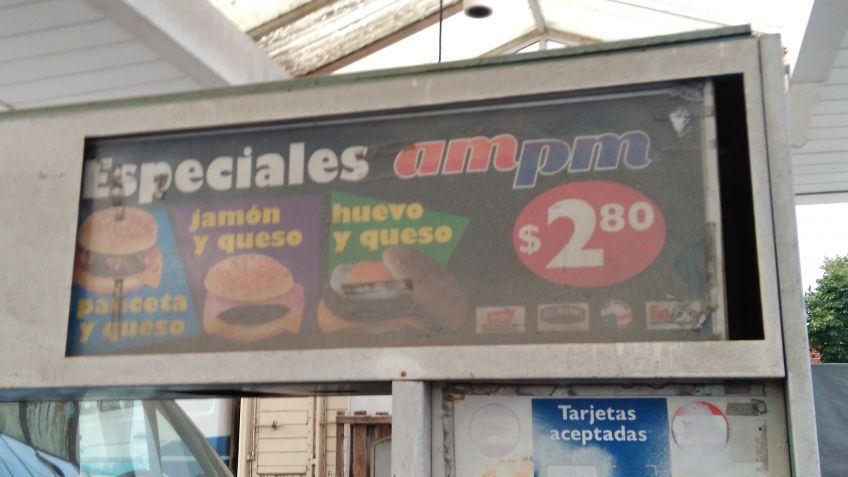 Especiales ampm
jamón
y queso
huevo
y queso
$2.80
panceta
y queso
Tarjetas
aceptadas